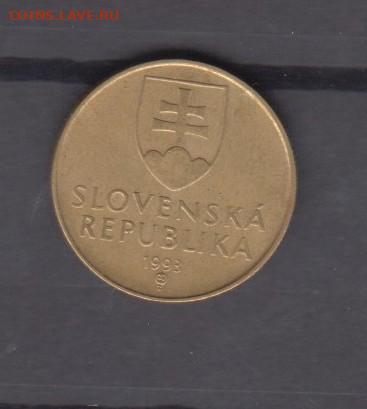 COINS.LAVE.RU
SLOVENSKÁ
REPUBLIKA
1993